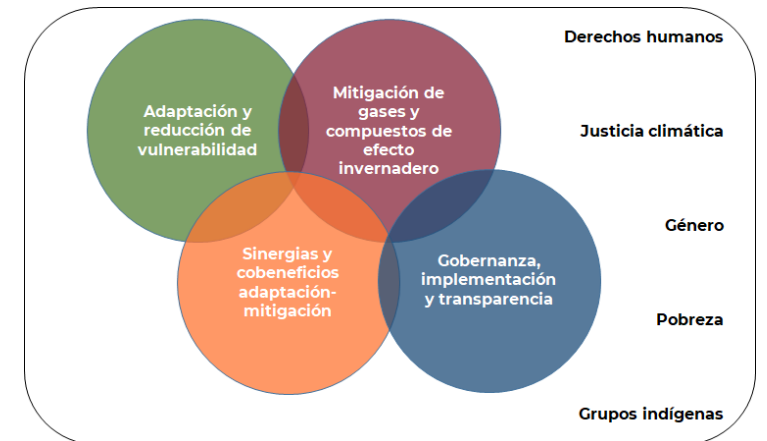 Adaptación y
reducción de
vulnerabilidad
Mitigación de
gases y
compuestos de
efecto
invernadero
Sinergias y
cobeneficios
adaptación-
mitigación
Gobernanza,
implementación
y transparencia
Derechos humanos
Justicia climática
Género
Pobreza
Grupos indígenas